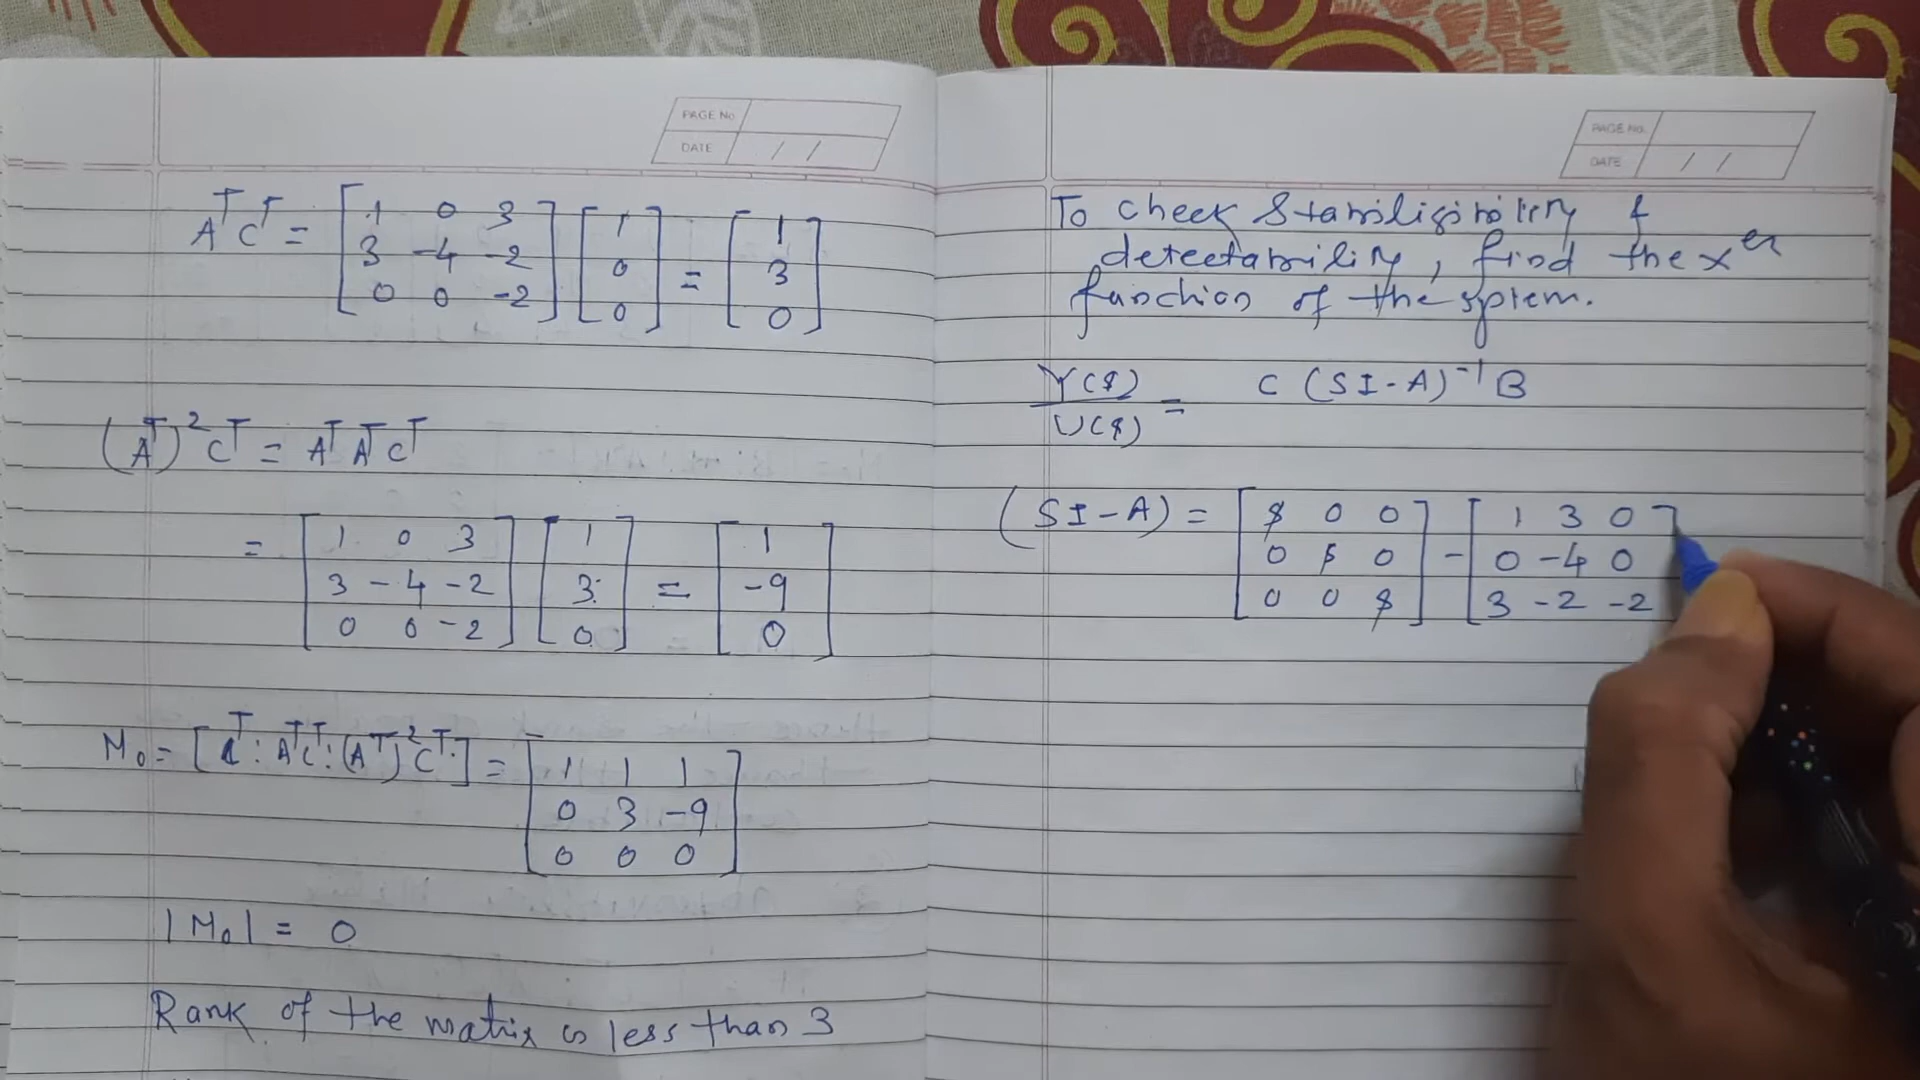 PAGE No
DATE / /
AᵀCᵀ = [1 0 3; 3 -4 -2; 0 0 -2] [1; 0; 0] = [1; 3; 0]
(Aᵀ)²Cᵀ = AᵀAᵀCᵀ
= [1 0 3; 3 -4 -2; 0 0 -2] [1; 3; 0] = [1; -9; 0]
M₀ = [Cᵀ : AᵀCᵀ : (Aᵀ)²Cᵀ] = [1 1 1; 0 3 -9; 0 0 0]
|M₀| = 0
Rank of the matrix is less than 3
PAGE No.
DATE / /
To check &
detectability, find the xer
function of the system.
Y(s)/U(s) = C (SI-A)⁻¹B
(SI-A) = [s 0 0; 0 s 0; 0 0 s] - [1 3 0; 0 -4 0; 3 -2 -2